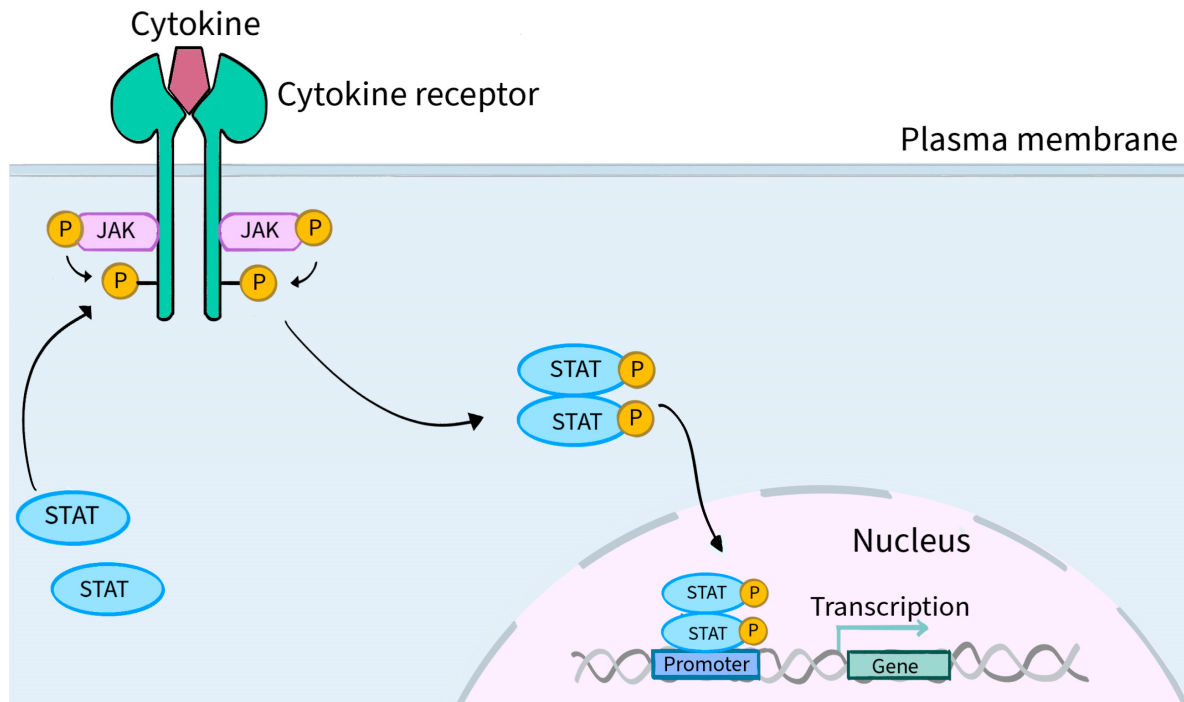 Cytokine
Cytokine receptor
Plasma membrane
P JAK JAK P
P P
STAT P
STAT P
STAT
STAT
Nucleus
STAT P
Transcription
STAT P
Promoter Gene